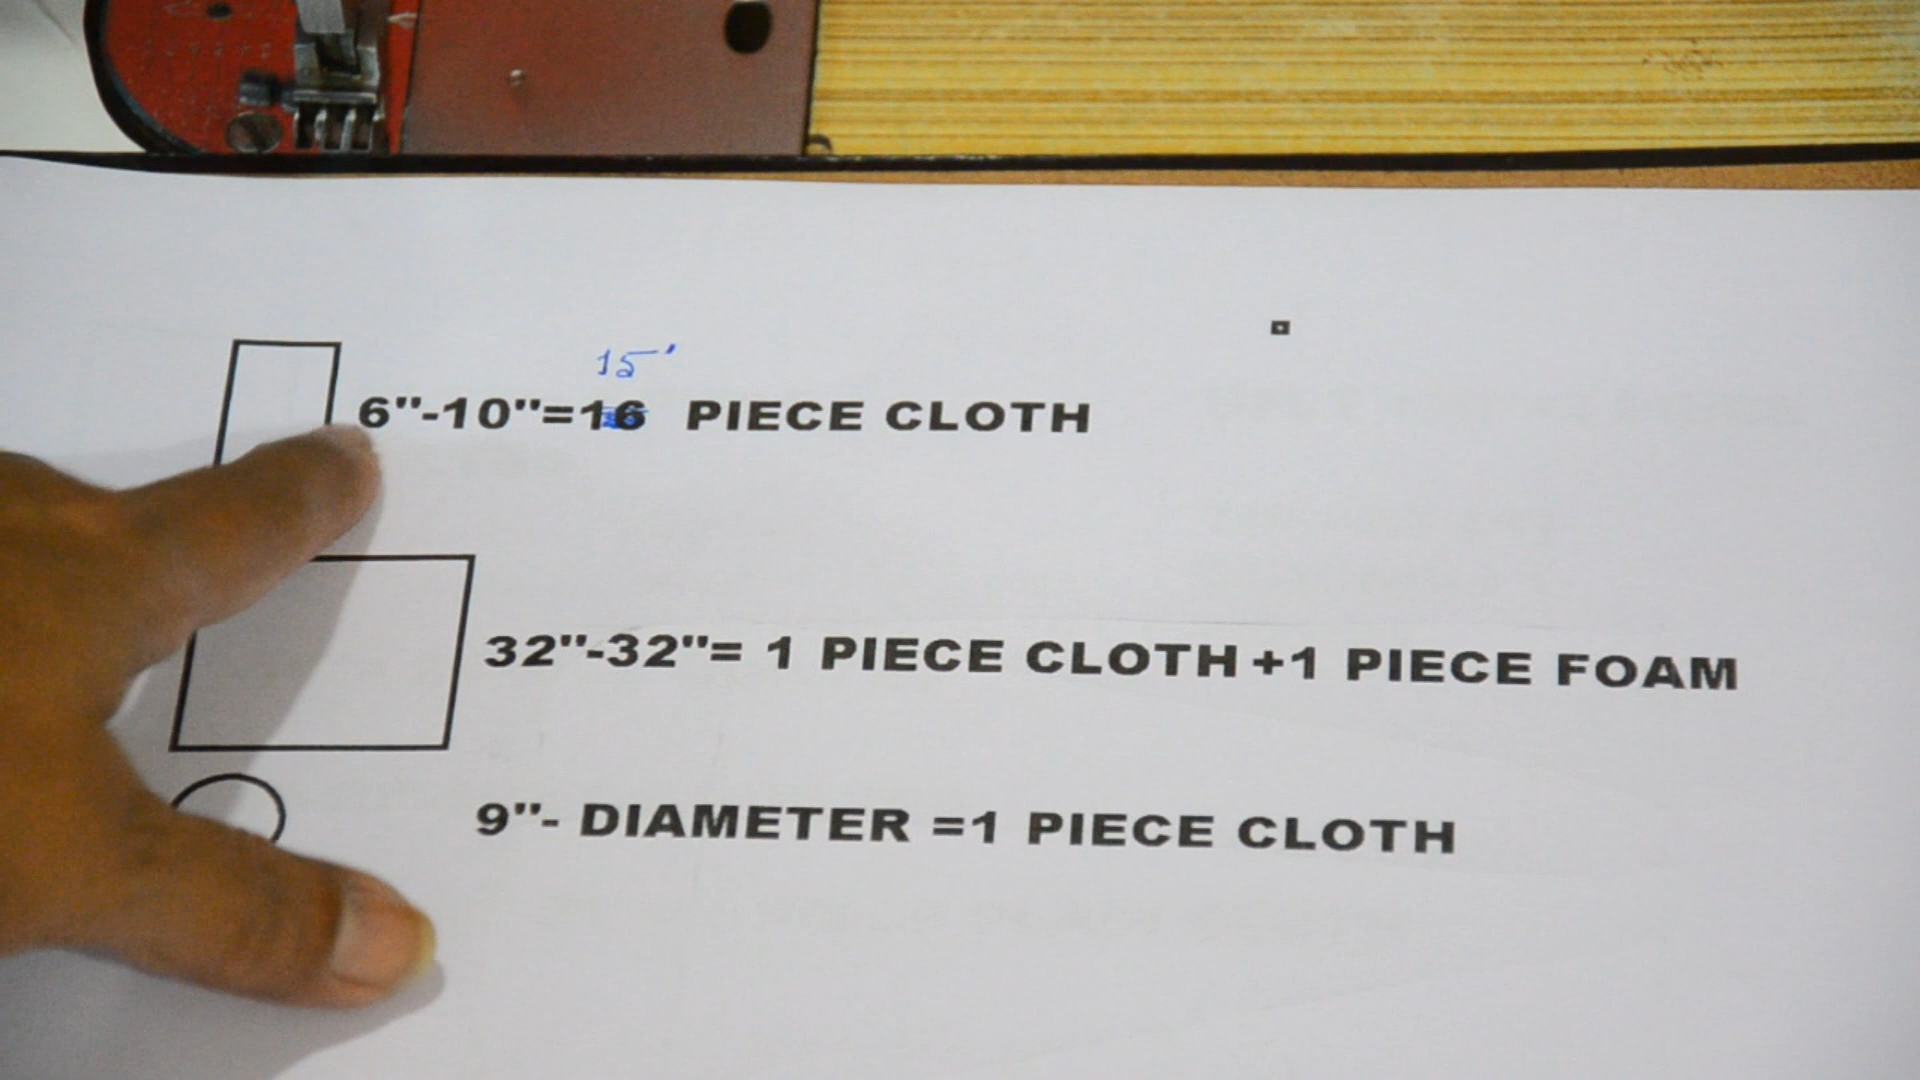 15'
6"-10"=16 PIECE CLOTH
32"-32"= 1 PIECE CLOTH +1 PIECE FOAM
9"- DIAMETER =1 PIECE CLOTH